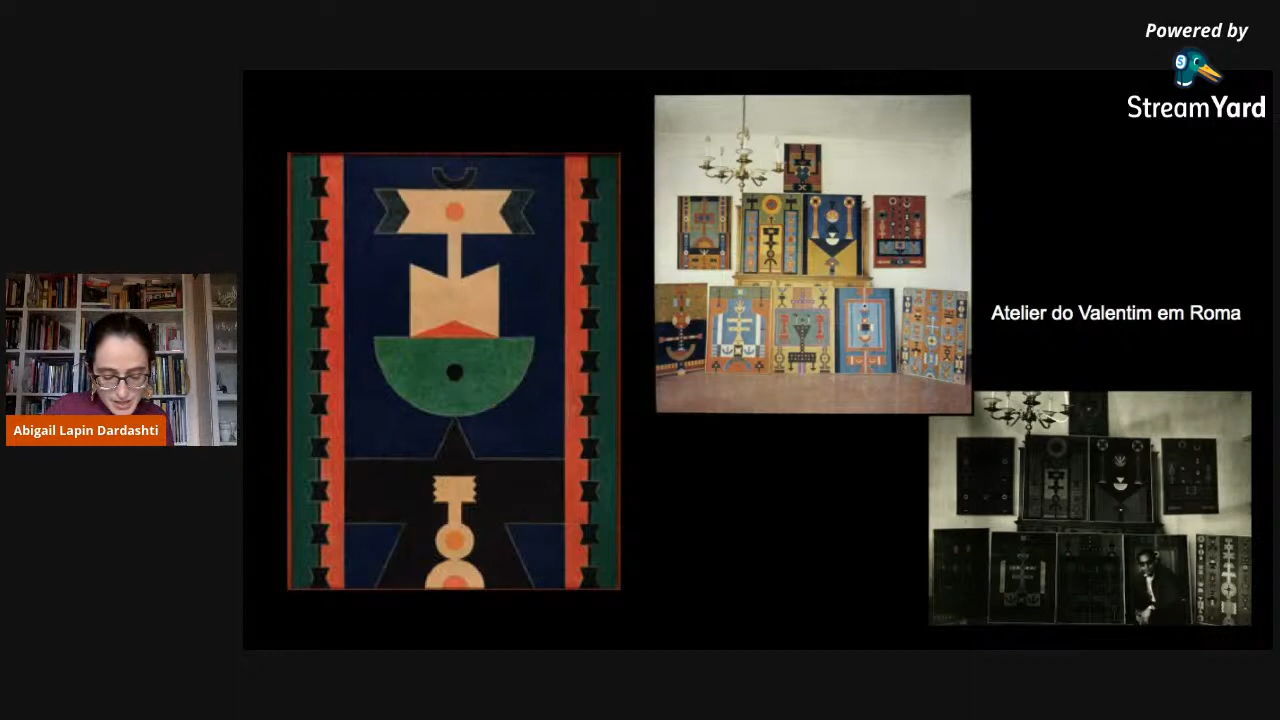 Powered by
StreamYard
Atelier do Valentim em Roma
Abigail Lapin Dardashti